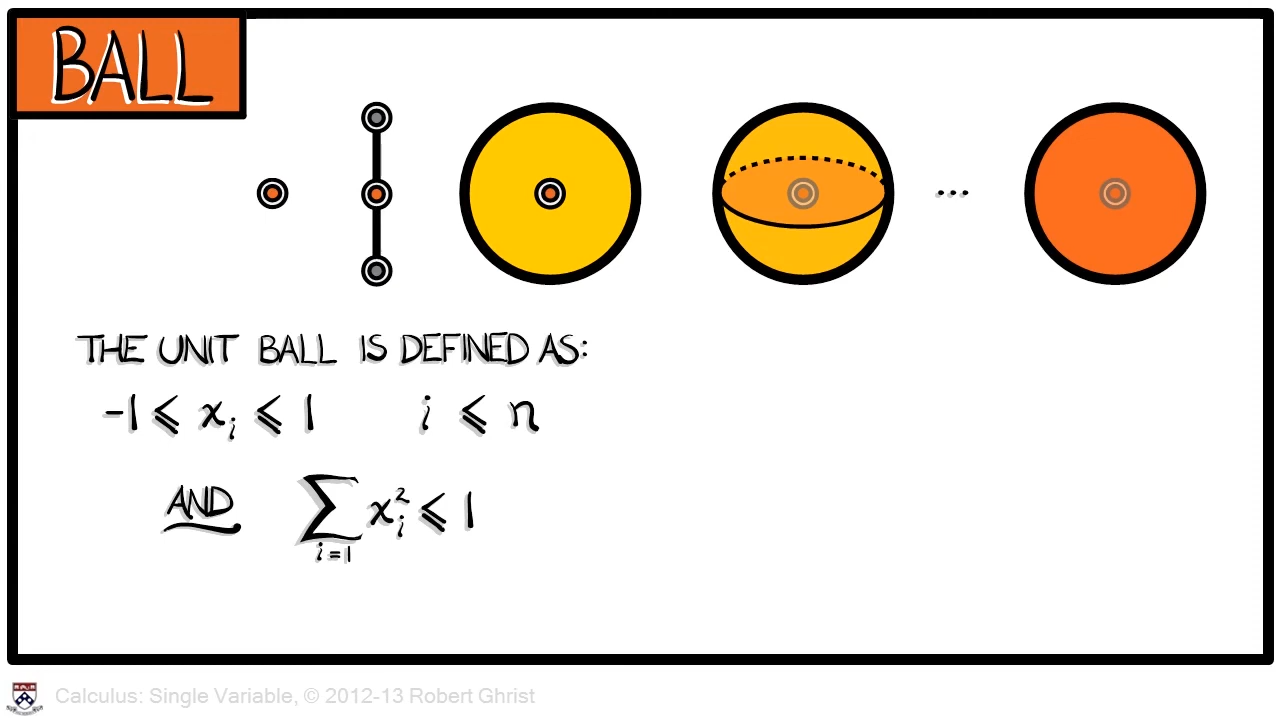 BALL
...
THE UNIT BALL IS DEFINED AS:
-1 ⩽ xᵢ ⩽ 1 i ⩽ n
AND ∑ᵢ₌₁ xᵢ² ⩽ 1
Calculus: Single Variable, © 2012-13 Robert Ghrist